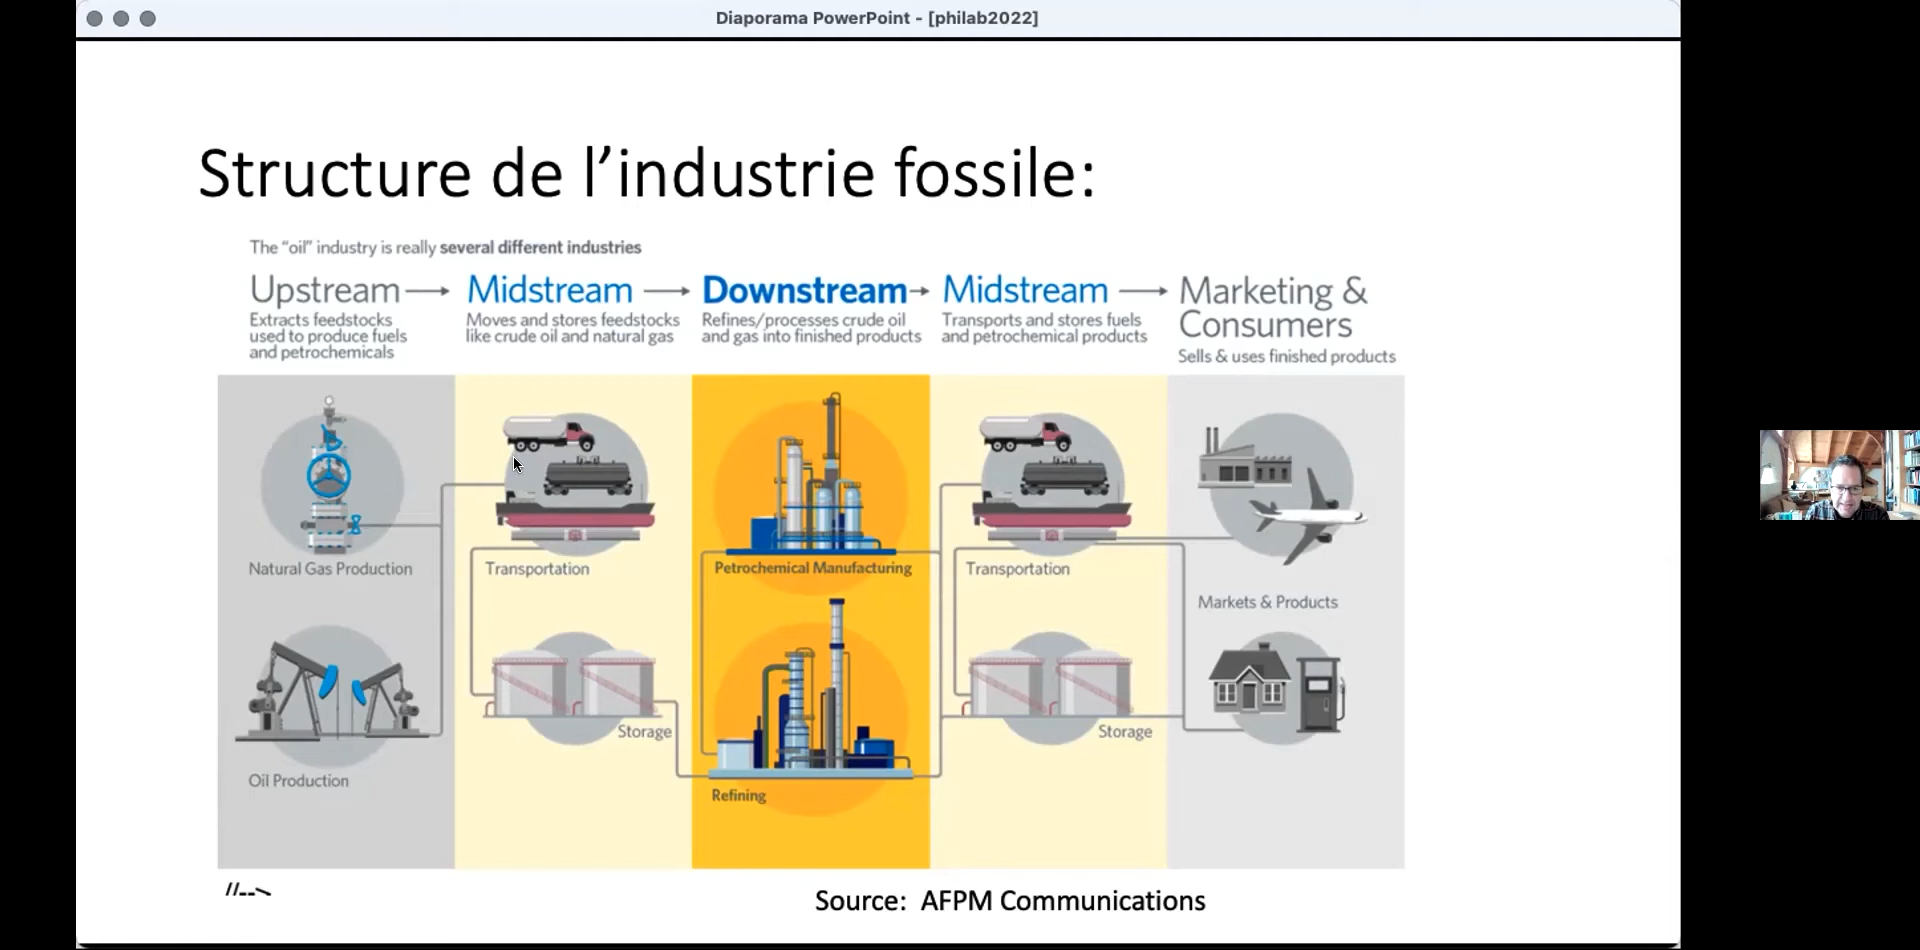 Diaporama PowerPoint - [philab2022]
Structure de l’industrie fossile:
The “oil” industry is really several different industries
Upstream
Extracts feedstocks
used to produce fuels
and petrochemicals
Midstream
Moves and stores feedstocks
like crude oil and natural gas
Downstream
Refines/processes crude oil
and gas into finished products
Midstream
Transports and stores fuels
and petrochemical products
Marketing &
Consumers
Sells & uses finished products
Natural Gas Production
Transportation
Petrochemical Manufacturing
Transportation
Markets & Products
Storage
Storage
Oil Production
Refining
Source: AFPM Communications